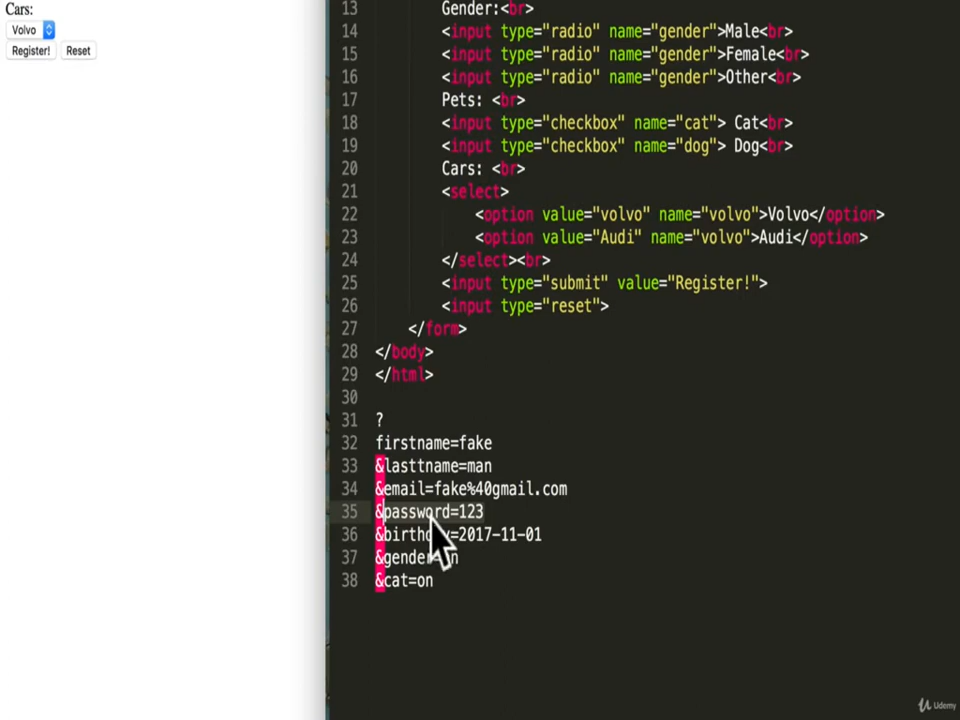 Cars:
Volvo
Register! Reset
13 Gender:<br>
14 <input type="radio" name="gender">Male<br>
15 <input type="radio" name="gender">Female<br>
16 <input type="radio" name="gender">Other<br>
17 Pets: <br>
18 <input type="checkbox" name="cat"> Cat<br>
19 <input type="checkbox" name="dog"> Dog<br>
20 Cars: <br>
21 <select>
22 <option value="volvo" name="volvo">Volvo</option>
23 <option value="Audi" name="volvo">Audi</option>
24 </select><br>
25 <input type="submit" value="Register!">
26 <input type="reset">
27 </form>
28 </body>
29 </html>
30
31 ?
32 firstname=fake
33 &lasttname=man
34 &email=fake%40gmail.com
35 &password=123
36 =2017-11-01
37
38 &cat=on
Udemy